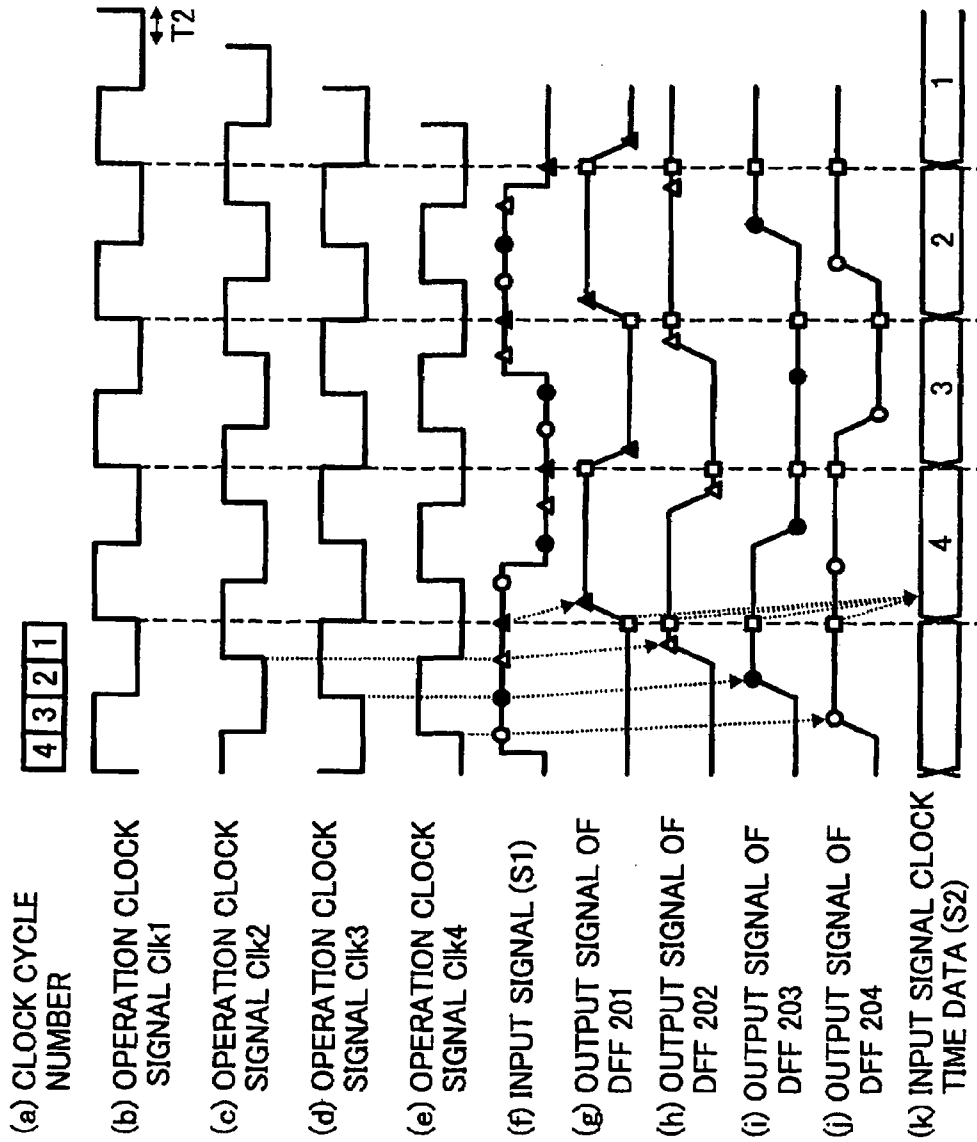 (a) CLOCK CYCLE
NUMBER
4 3 2 1
(b) OPERATION CLOCK
SIGNAL Clk1
T2
(c) OPERATION CLOCK
SIGNAL Clk2
(d) OPERATION CLOCK
SIGNAL Clk3
(e) OPERATION CLOCK
SIGNAL Clk4
(f) INPUT SIGNAL (S1)
(g) OUTPUT SIGNAL OF
DFF 201
(h) OUTPUT SIGNAL OF
DFF 202
(i) OUTPUT SIGNAL OF
DFF 203
(j) OUTPUT SIGNAL OF
DFF 204
(k) INPUT SIGNAL CLOCK
TIME DATA (S2)
4 3 2 1